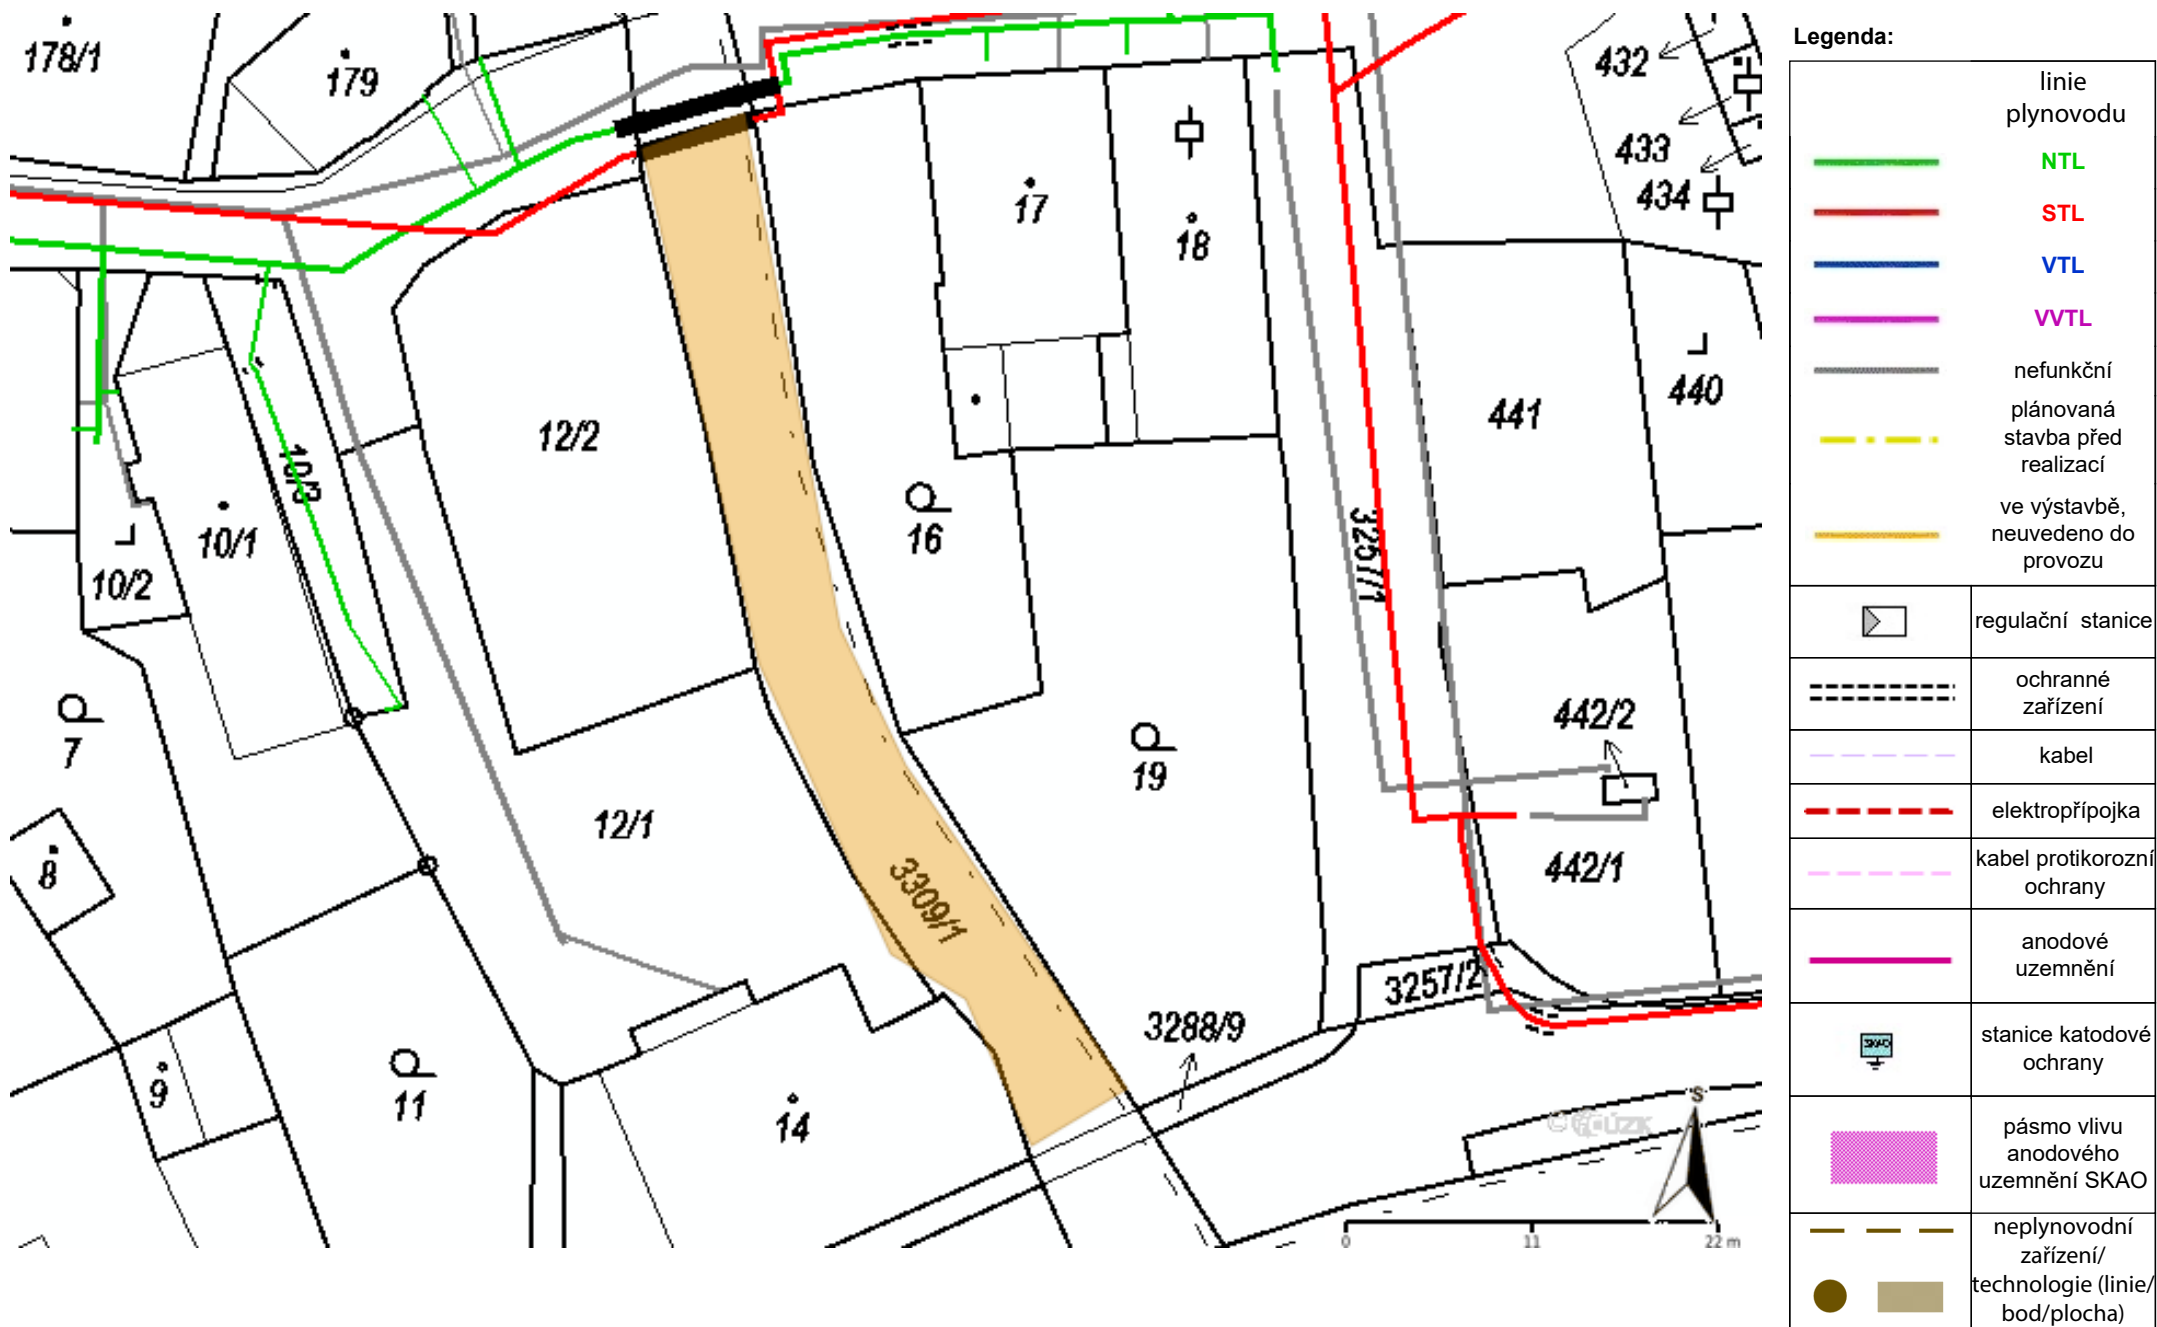 178/1
179
432
433
434
17
18
441
440
12/2
10/3
10/1
10/2
16
3257/1
7
442/2
19
12/1
442/1
8
3309/1
3257/2
3288/9
9
11
14
S
0 11 22 m
Legenda:
linie
plynovodu
NTL
STL
VTL
VVTL
nefunkční
plánovaná
stavba před
realizací
ve výstavbě,
neuvedeno do
provozu
regulační stanice
ochranné
zařízení
kabel
elektropřípojka
kabel protikorozní
ochrany
anodové
uzemnění
SKAO
stanice katodové
ochrany
pásmo vlivu
anodového
uzemnění SKAO
neplynovodní
zařízení/
technologie (linie/
bod/plocha)